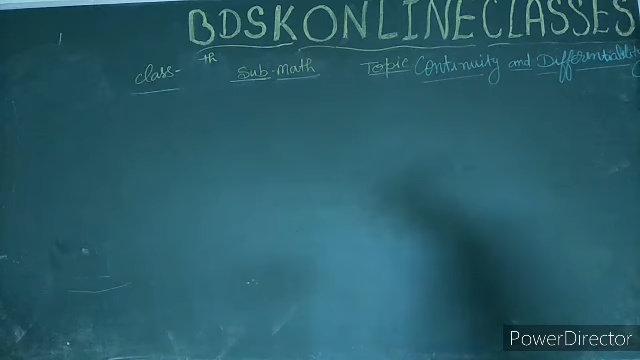 BDSKONLINECLASSES
class- th Sub-Math Topic Continuity and Differentiability
PowerDirector